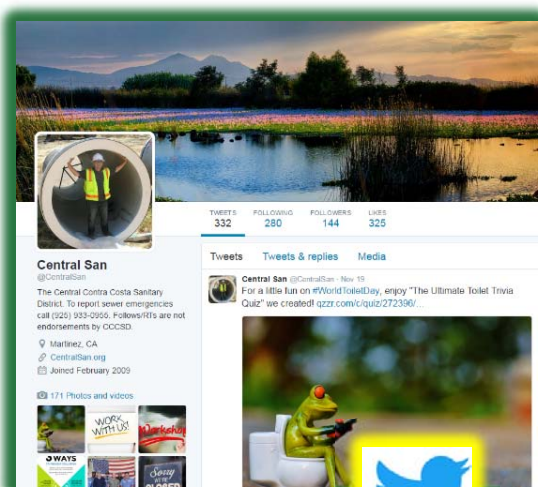 TWEETS FOLLOWING FOLLOWERS LIKES
332 280 144 325
Central San
@CentralSan
The Central Contra Costa Sanitary
District. To report sewer emergencies
call (925) 933-0955. Follows/RTs are not
endorsements by CCCSD.
Martinez, CA
CentralSan.org
Joined February 2009
171 Photos and videos
WORK
WITH US!
Workshop
3 WAYS
Sorry
we're
CLOSED
Tweets Tweets & replies Media
Central San @CentralSan · Nov 19
For a little fun on #WorldToiletDay, enjoy "The Ultimate Toilet Trivia
Quiz" we created! qzzr.com/c/quiz/272396/...